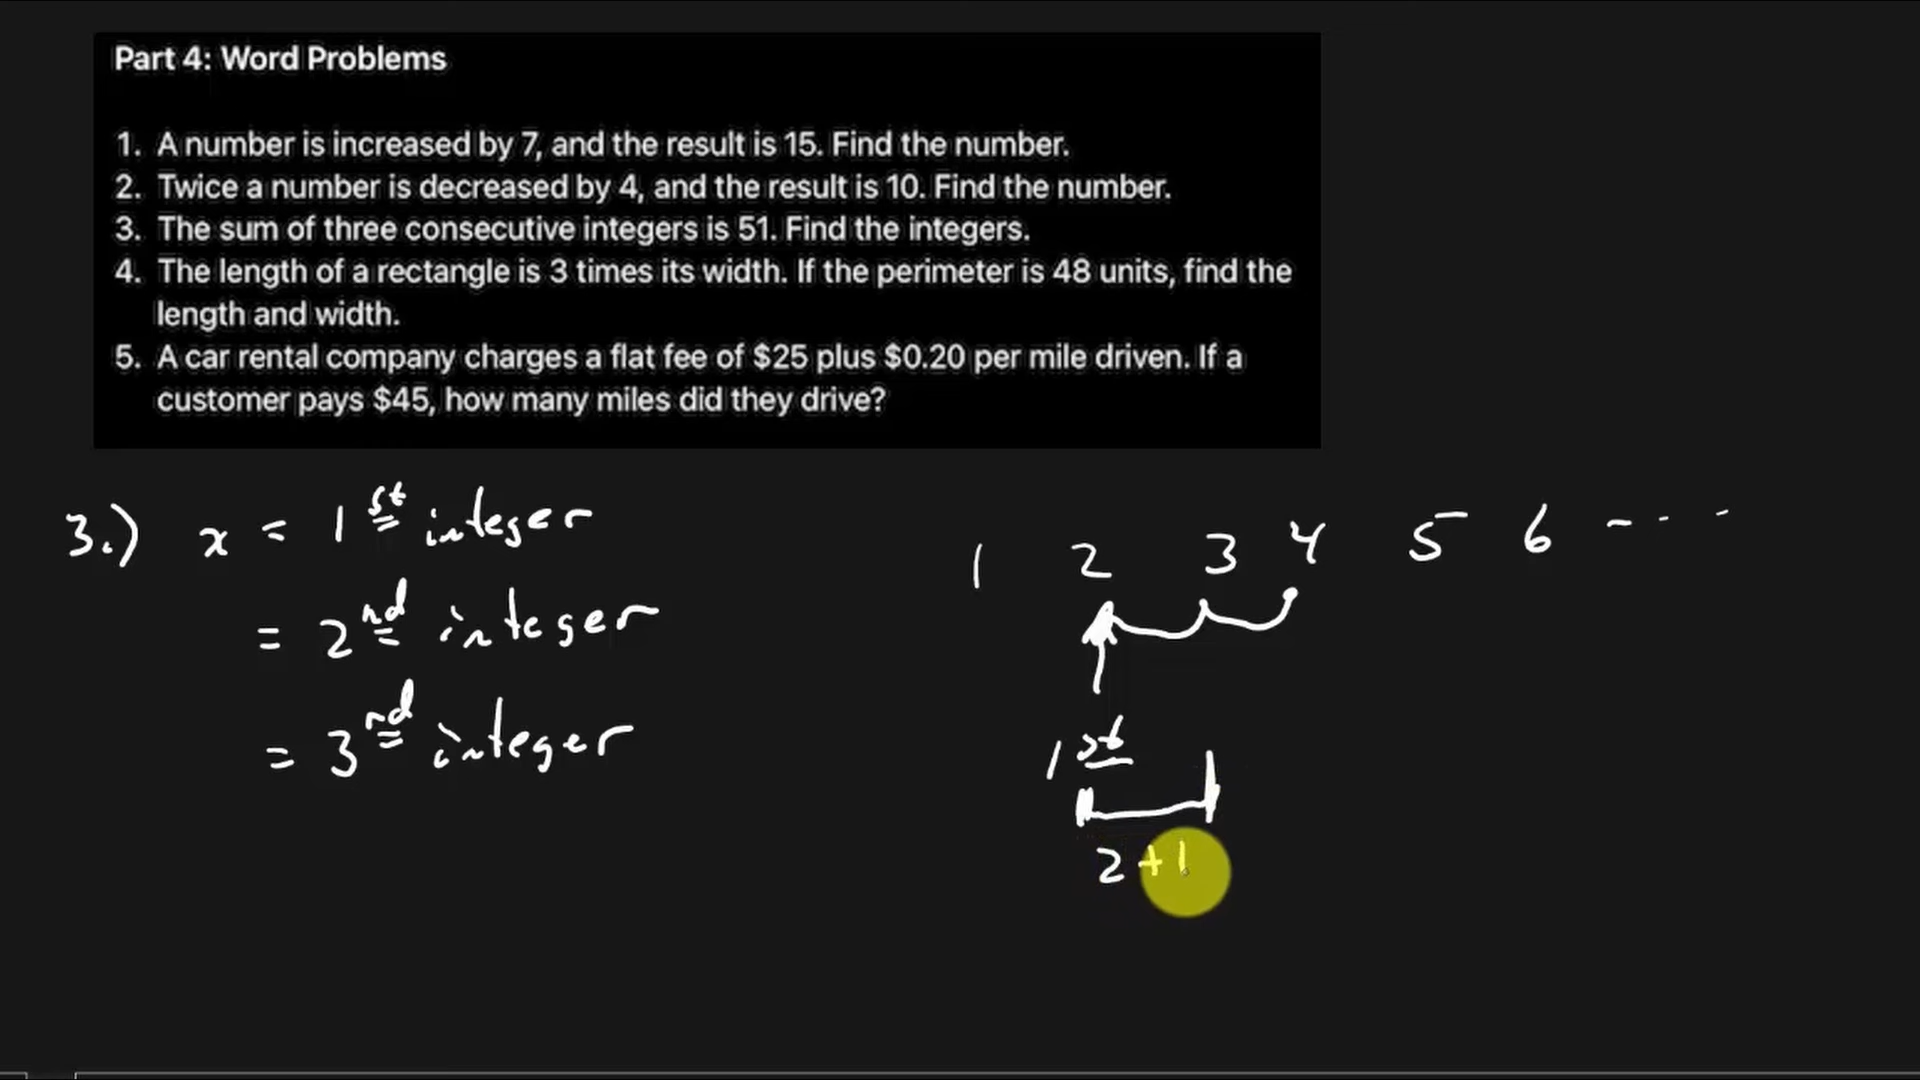 Part 4: Word Problems
1. A number is increased by 7, and the result is 15. Find the number.
2. Twice a number is decreased by 4, and the result is 10. Find the number.
3. The sum of three consecutive integers is 51. Find the integers.
4. The length of a rectangle is 3 times its width. If the perimeter is 48 units, find the
length and width.
5. A car rental company charges a flat fee of $25 plus $0.20 per mile driven. If a
customer pays $45, how many miles did they drive?
3.) x = 1st integer
= 2nd integer
= 3rd integer
1 2 3 4 5 6 ....
1st
2+1